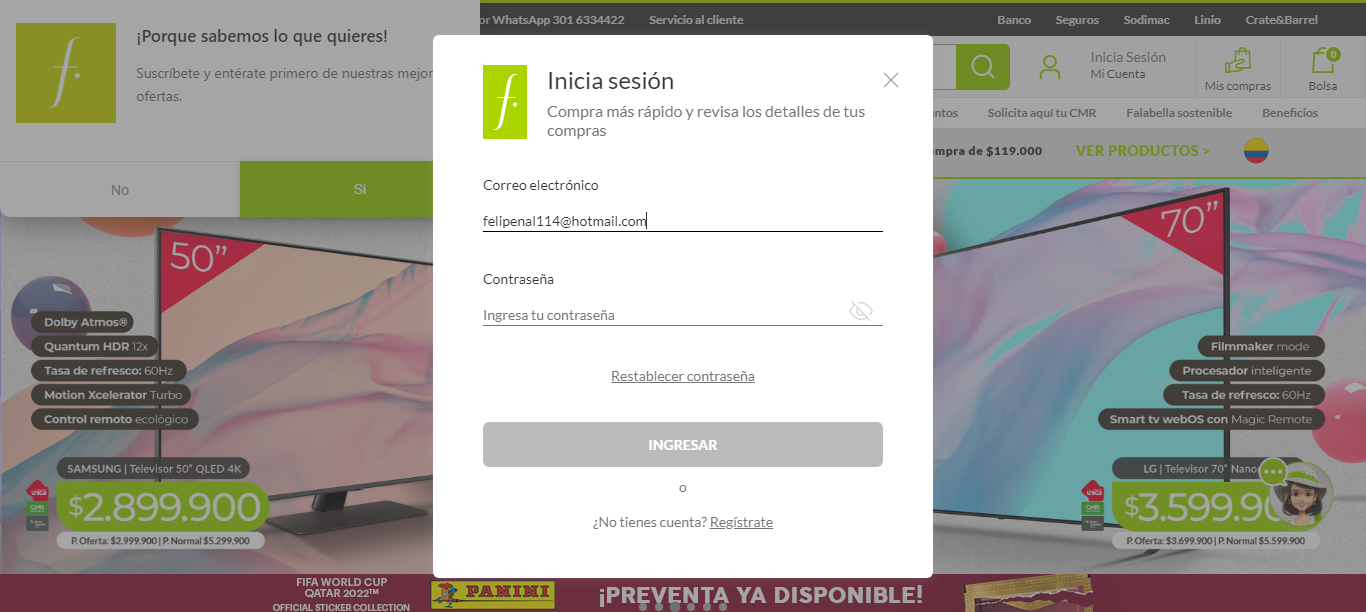 or WhatsApp 301 6334422
Servicio al cliente
Banco
Seguros
Sodimac
Linio
Crate&Barrel
¡Porque sabemos lo que quieres!
Suscríbete y entérate primero de nuestras mejor
ofertas.
No
Si
f.
Inicia sesión
Compra más rápido y revisa los detalles de tus
compras
Correo electrónico
felipenal114@hotmail.com
Contraseña
Ingresa tu contraseña
Restablecer contraseña
INGRESAR
o
¿No tienes cuenta? Regístrate
Inicia Sesión
Mi Cuenta
Mis compras
0
Bolsa
ntos
Solicita aquí tu CMR
Falabella sostenible
Beneficios
mpra de $119.000
VER PRODUCTOS >
50”
Dolby Atmos®
Quantum HDR 12x
Tasa de refresco: 60Hz
Motion Xcelerator Turbo
Control remoto ecológico
SAMSUNG | Televisor 50” QLED 4K
única
CMR
$2.899.900
P. Oferta: $2.999.900 | P. Normal $5.299.900
70”
Filmmaker mode
Procesador inteligente
Tasa de refresco: 60Hz
Smart tv webOS con Magic Remote
LG | Televisor 70” Nano
única
CMR
$3.599.90
P. Oferta: $3.699.900 | P. Normal $5.599.900
FIFA WORLD CUP
QATAR 2022™
OFFICIAL STICKER COLLECTION
PANINI
¡PREVENTA YA DISPONIBLE!